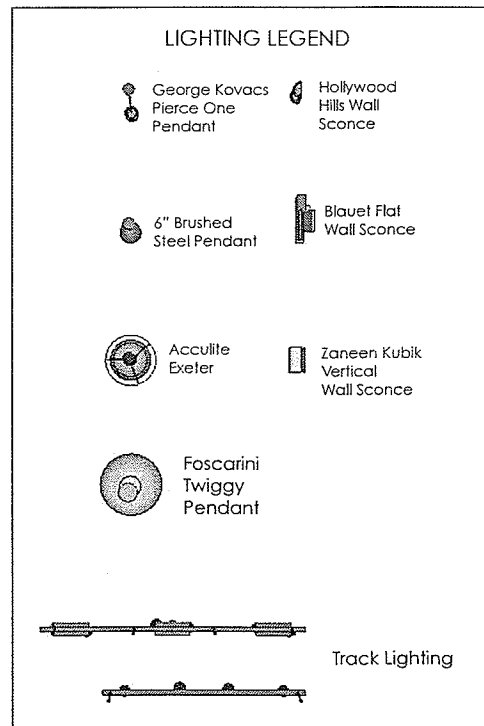 LIGHTING LEGEND
George Kovacs
Pierce One
Pendant
Hollywood
Hills Wall
Sconce
6" Brushed
Steel Pendant
Blauet Flat
Wall Sconce
Acculite
Exeter
Zaneen Kubik
Vertical
Wall Sconce
Foscarini
Twiggy
Pendant
Track Lighting